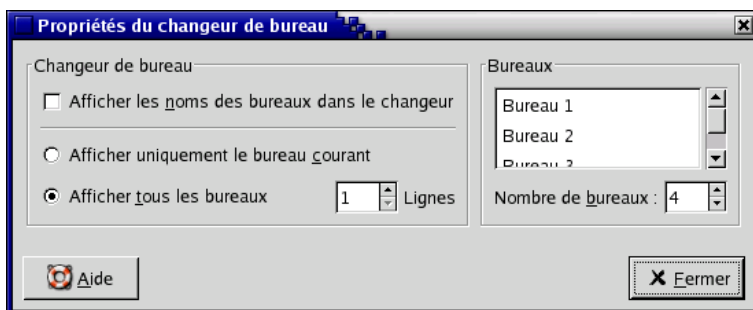 Propriétés du changeur de bureau
Changeur de bureau
Afficher les noms des bureaux dans le changeur
Afficher uniquement le bureau courant
Afficher tous les bureaux 1 Lignes
Bureaux
Bureau 1
Bureau 2
Bureau 3
Nombre de bureaux : 4
Aide
Fermer